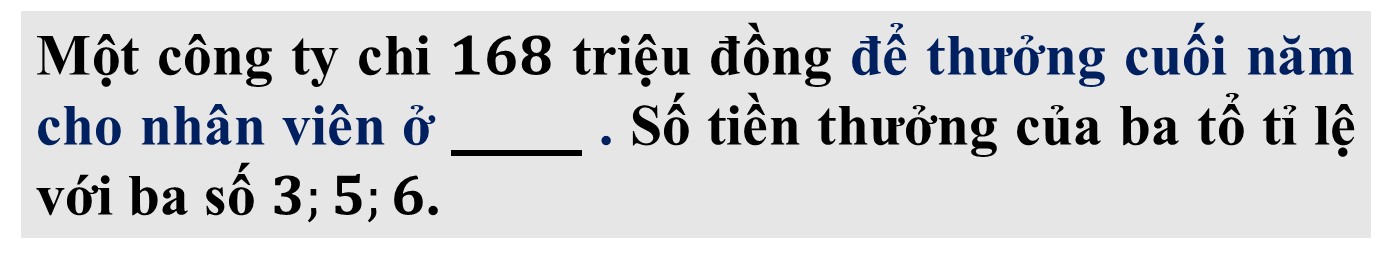 Một công ty chi 168 triệu đồng để thưởng cuối năm
cho nhân viên ở _____ . Số tiền thưởng của ba tổ tỉ lệ
với ba số 3; 5; 6.